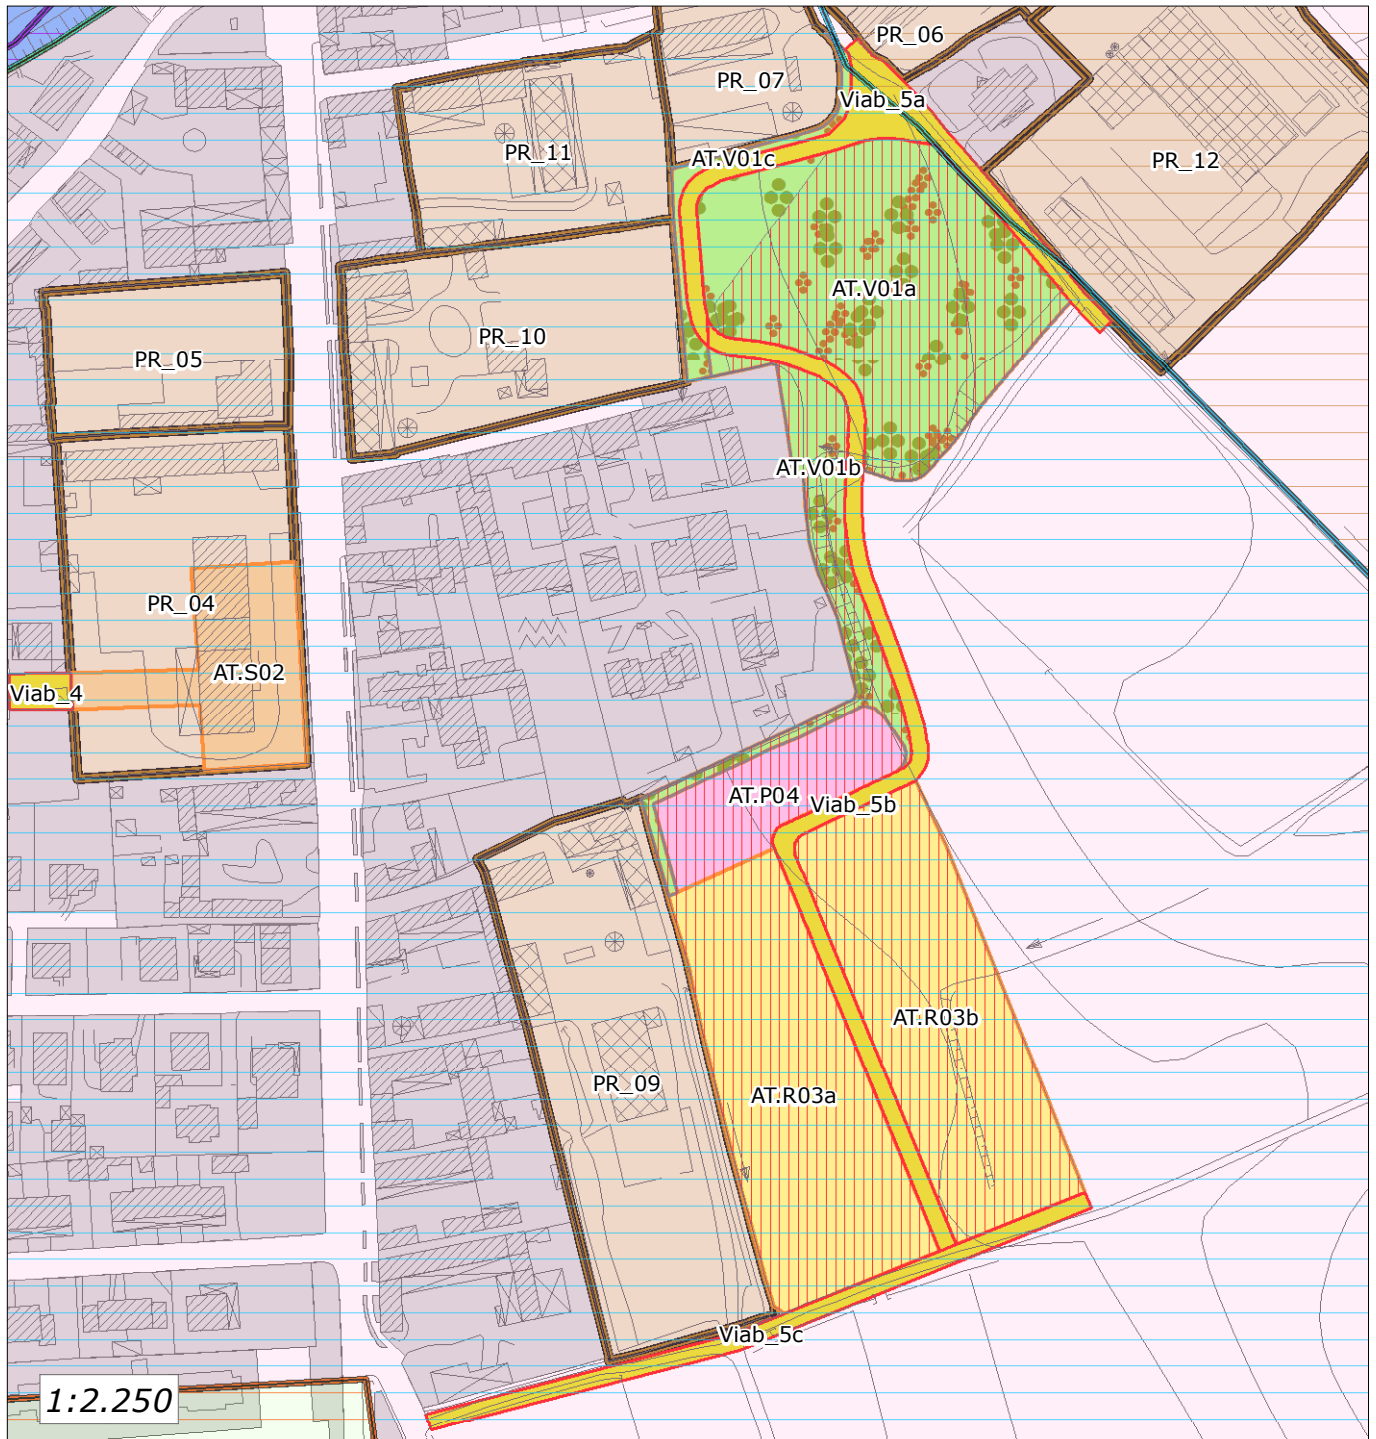 PR_06
PR_07
Viab_5a
PR_11
AT.V01c
PR_12
AT.V01a
PR_10
PR_05
AT.V01b
PR_04
AT.S02
Viab_4
AT.P04
Viab_5b
AT.R03b
PR_09
AT.R03a
Viab_5c
1:2.250